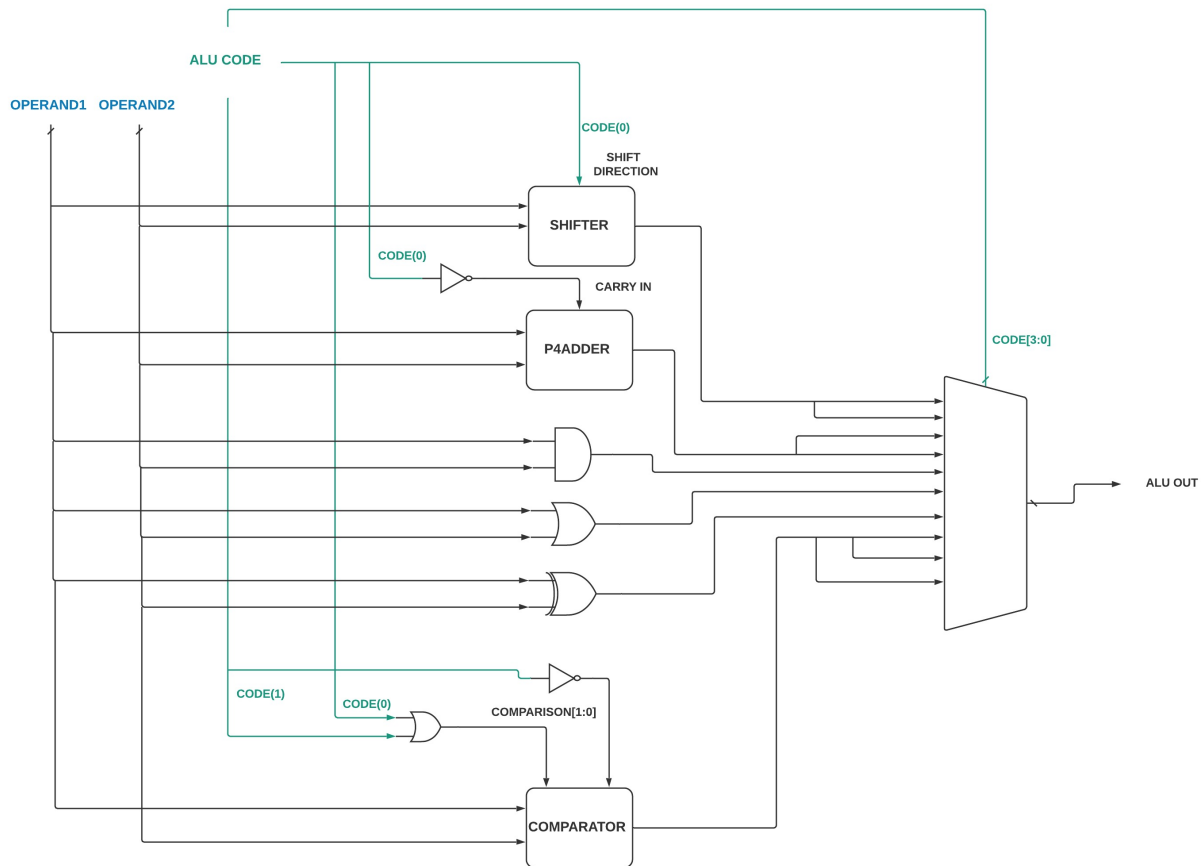 ALU CODE
OPERAND1
OPERAND2
CODE(0)
SHIFT
DIRECTION
SHIFTER
CODE(0)
CARRY IN
P4ADDER
CODE[3:0]
ALU OUT
CODE(1)
CODE(0)
COMPARISON[1:0]
COMPARATOR